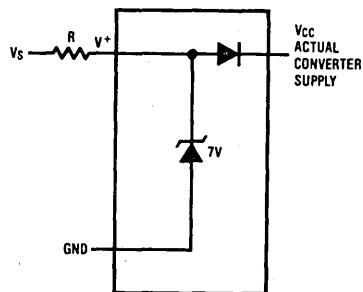 R
Vs
V+
VCC
ACTUAL
CONVERTER
SUPPLY
7V
GND